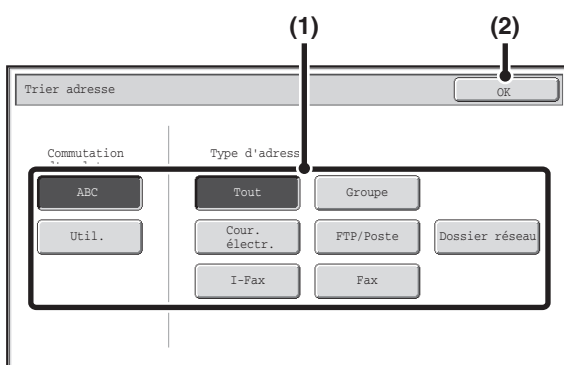 (1) (2)
Trier adresse OK
Commutation Type d'adress
ABC Tout Groupe
Util. Cour. électr. FTP/Poste Dossier réseau
I-Fax Fax